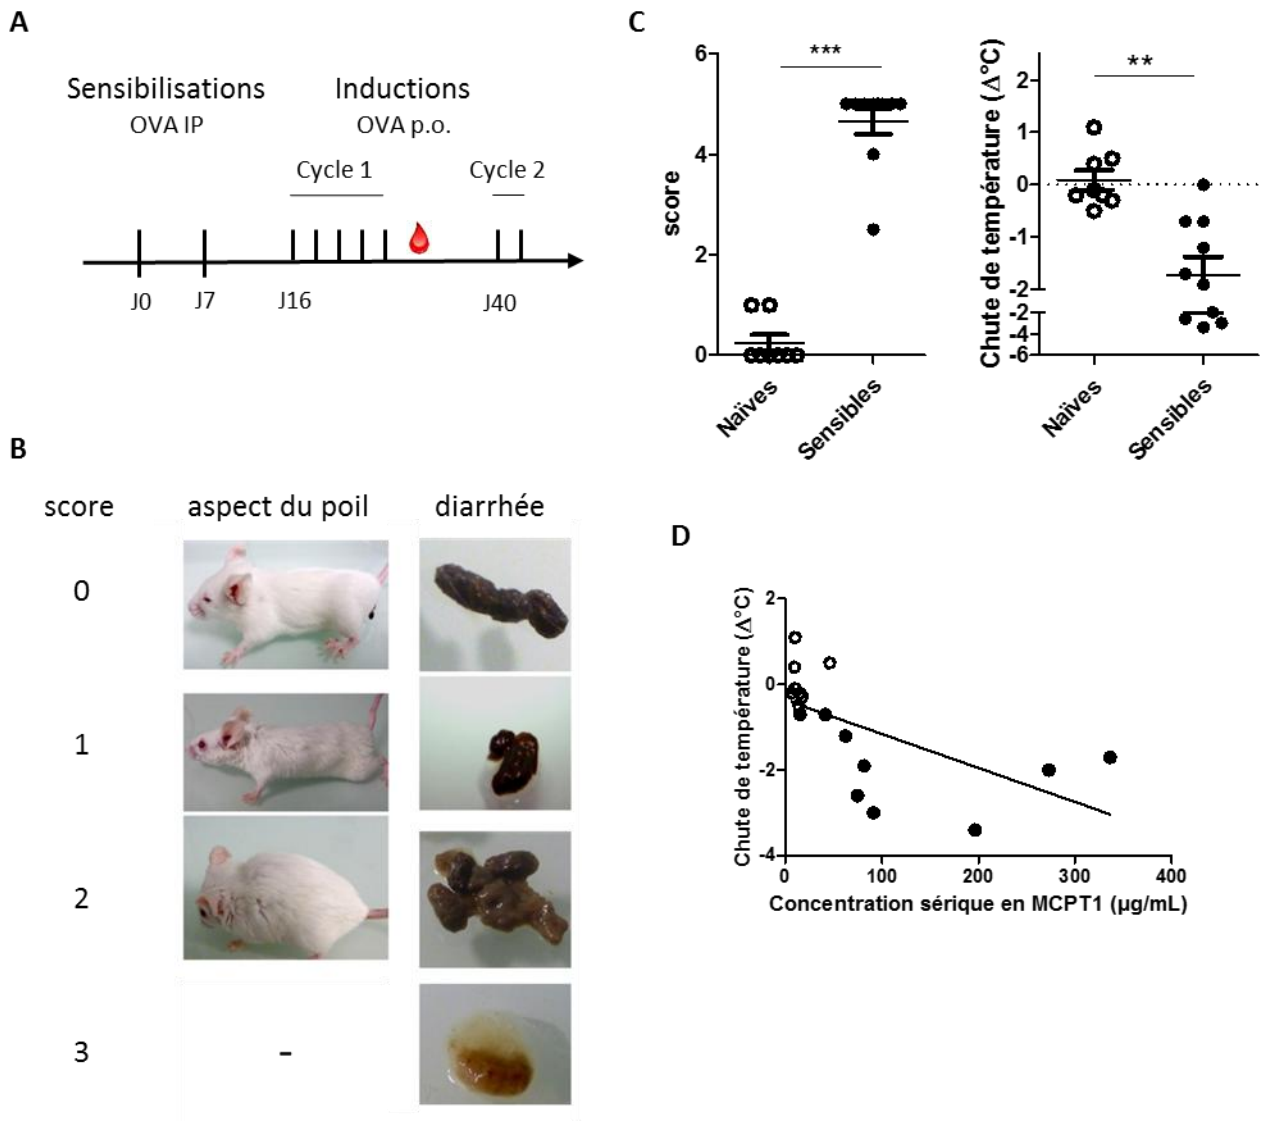 A
Sensibilisations
OVA IP
Inductions
OVA p.o.
Cycle 1
Cycle 2
J0
J7
J16
J40
B
score
aspect du poil
diarrhée
0
1
2
3
-
C
score
6
4
2
0
***
Naïves
Sensibles
Chute de température (Δ°C)
2
1
0
-1
-2
-2
-4
-6
**
Naïves
Sensibles
D
Chute de température (Δ°C)
2
0
-2
-4
0
100
200
300
400
Concentration sérique en MCPT1 (µg/mL)